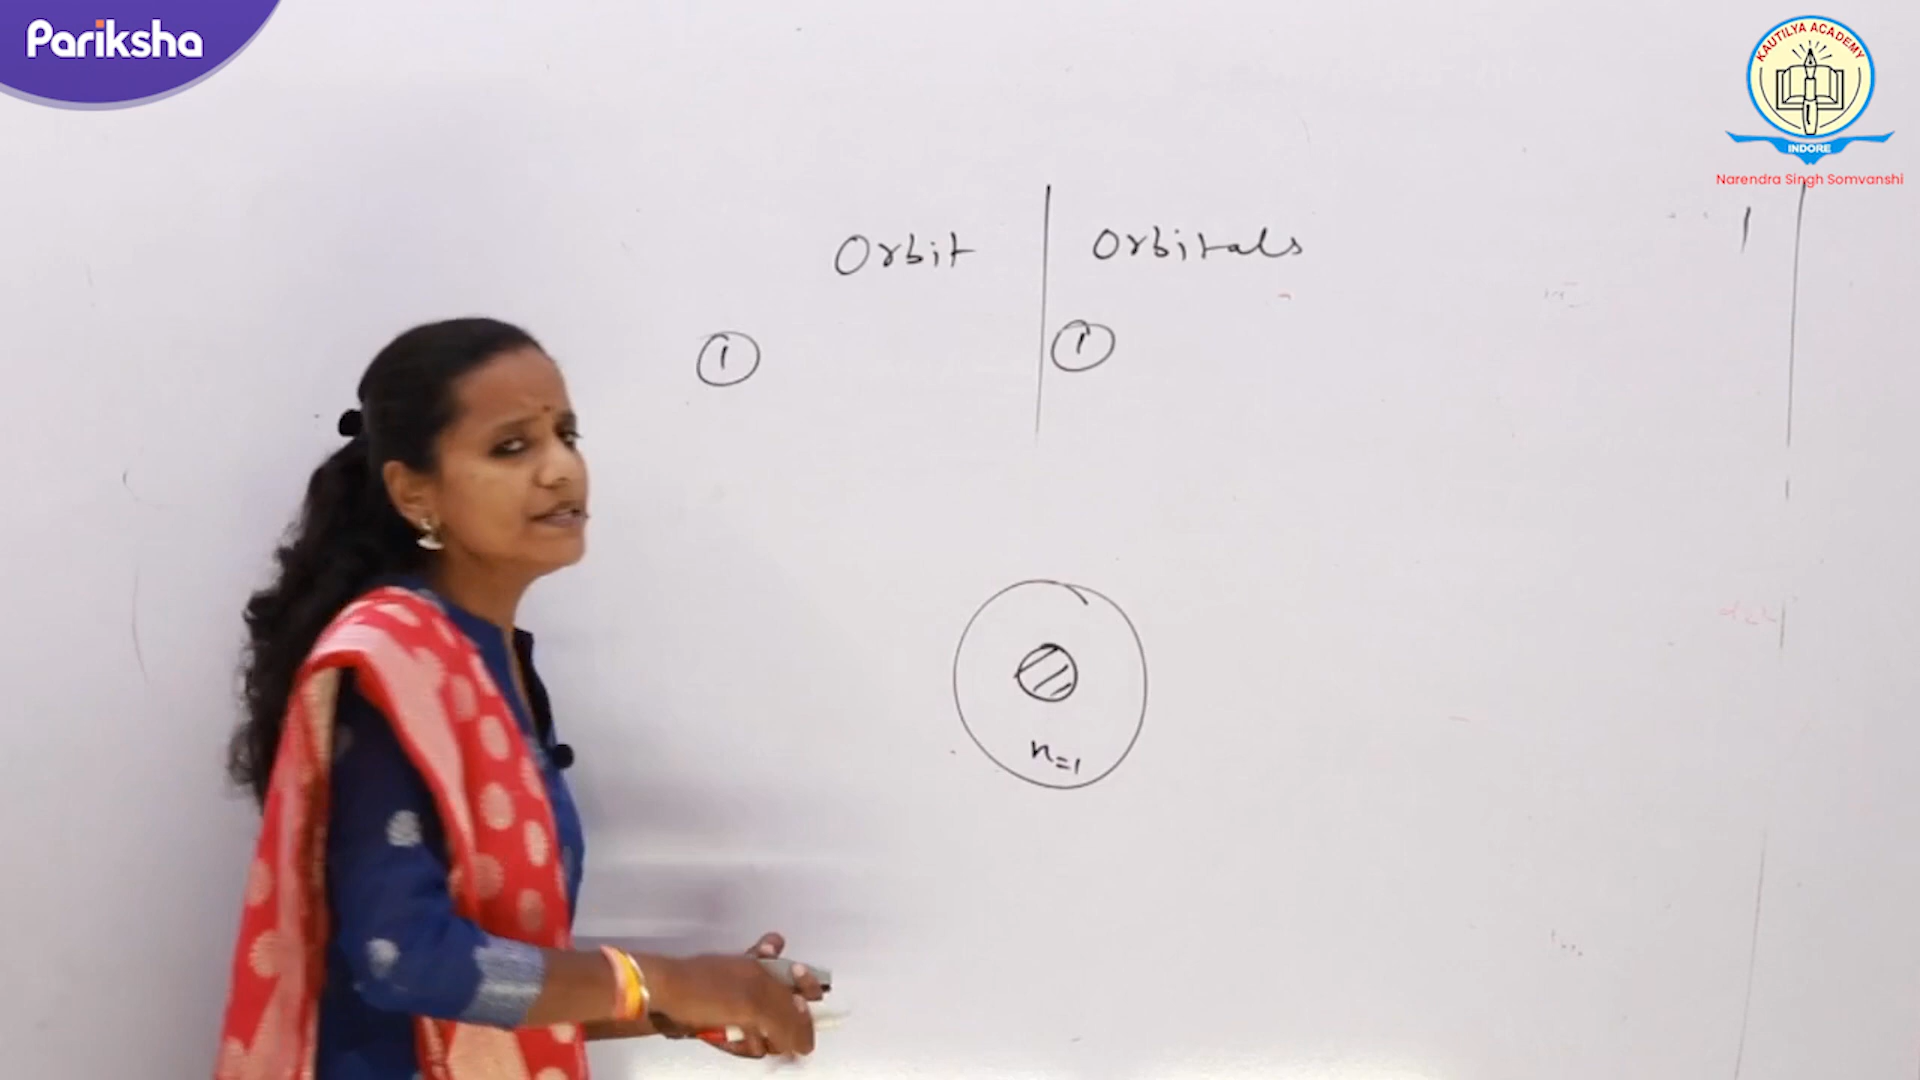 Pariksha
KAUTILYA ACADEMY
INDORE
Narendra Singh Somvanshi
Orbit
Orbitals
1
1
n=1